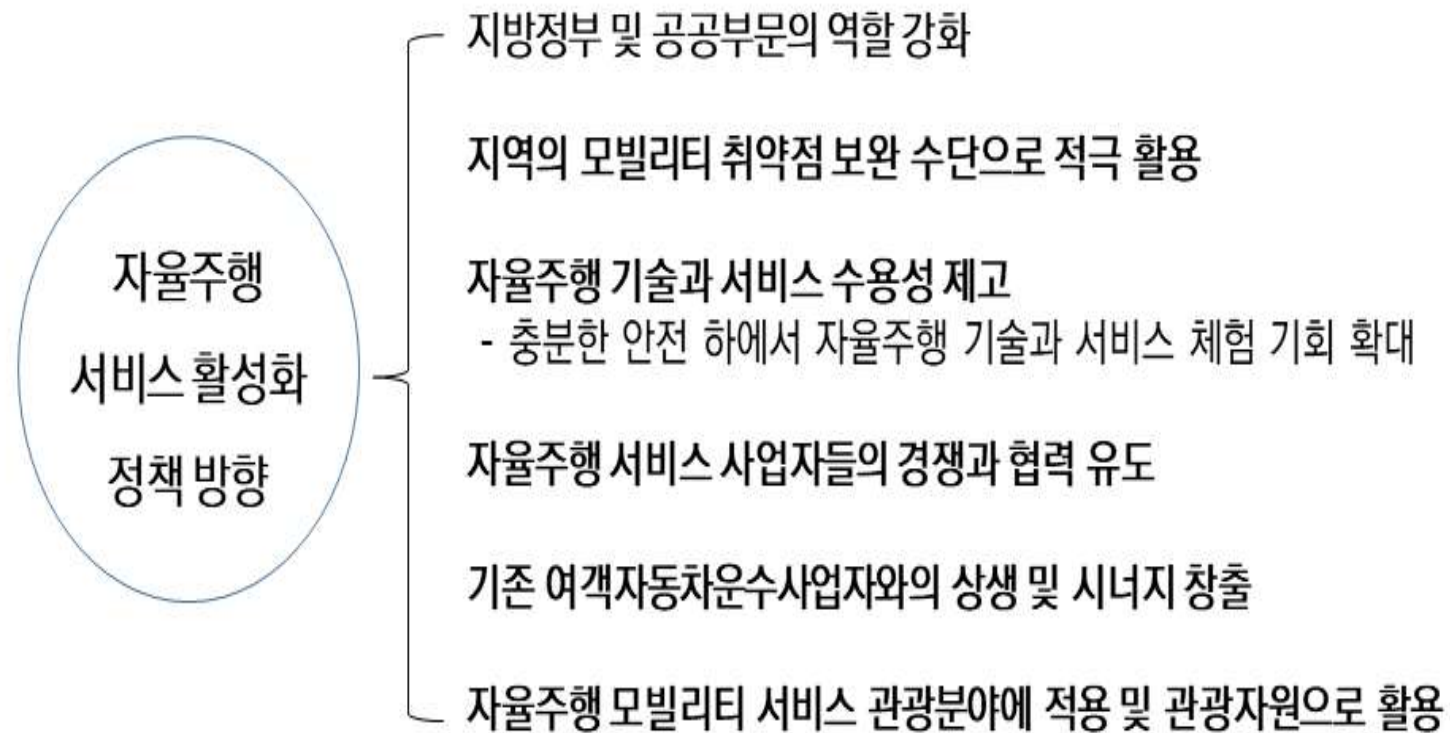 자율주행
서비스 활성화
정책 방향
지방정부 및 공공부문의 역할 강화
지역의 모빌리티 취약점 보완 수단으로 적극 활용
자율주행 기술과 서비스 수용성 제고
- 충분한 안전 하에서 자율주행 기술과 서비스 체험 기회 확대
자율주행 서비스 사업자들의 경쟁과 협력 유도
기존 여객자동차운수사업자와의 상생 및 시너지 창출
자율주행 모빌리티 서비스 관광분야에 적용 및 관광자원으로 활용